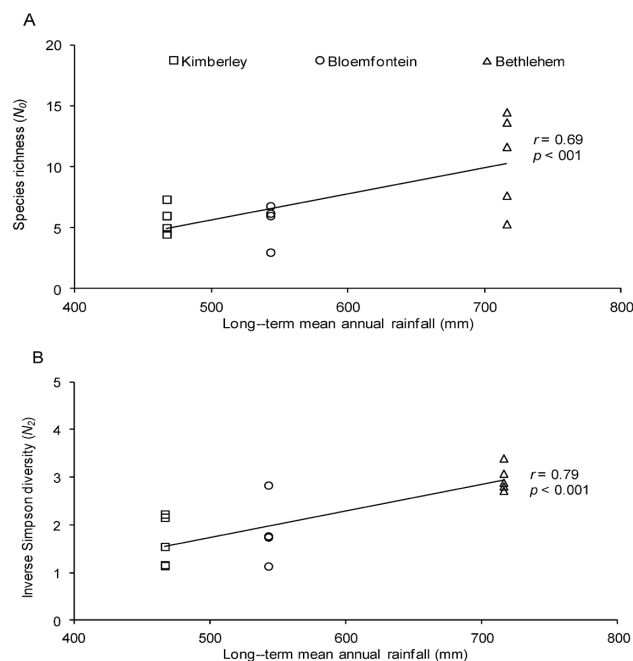 A
20
15
10
5
0
Species richness (N0)
Kimberley Bloemfontein Bethlehem
r = 0.69
p < 001
400 500 600 700 800
Long--term mean annual rainfall (mm)
B
5
4
3
2
1
0
Inverse Simpson diversity (N2)
r = 0.79
p < 0.001
400 500 600 700 800
Long--term mean annual rainfall (mm)